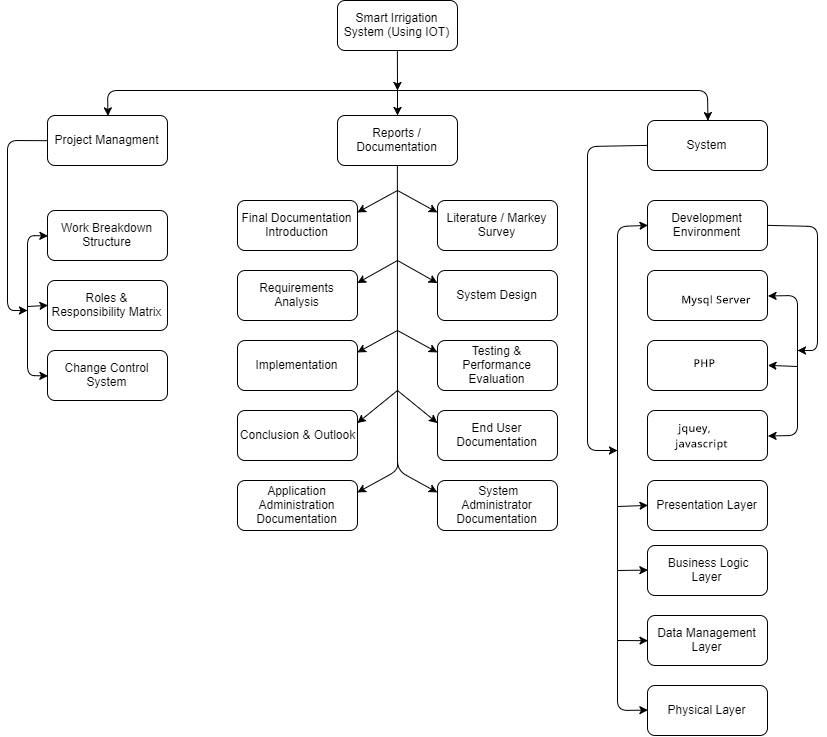 Smart Irrigation
System (Using IOT)
Project Managment
Reports /
Documentation
System
Work Breakdown
Structure
Roles &
Responsibility Matrix
Change Control
System
Final Documentation
Introduction
Literature / Markey
Survey
Requirements
Analysis
System Design
Implementation
Testing &
Performance
Evaluation
Conclusion & Outlook
End User
Documentation
Application
Administration
Documentation
System
Administrator
Documentation
Development
Environment
Mysql Server
PHP
jquey,
javascript
Presentation Layer
Business Logic
Layer
Data Management
Layer
Physical Layer